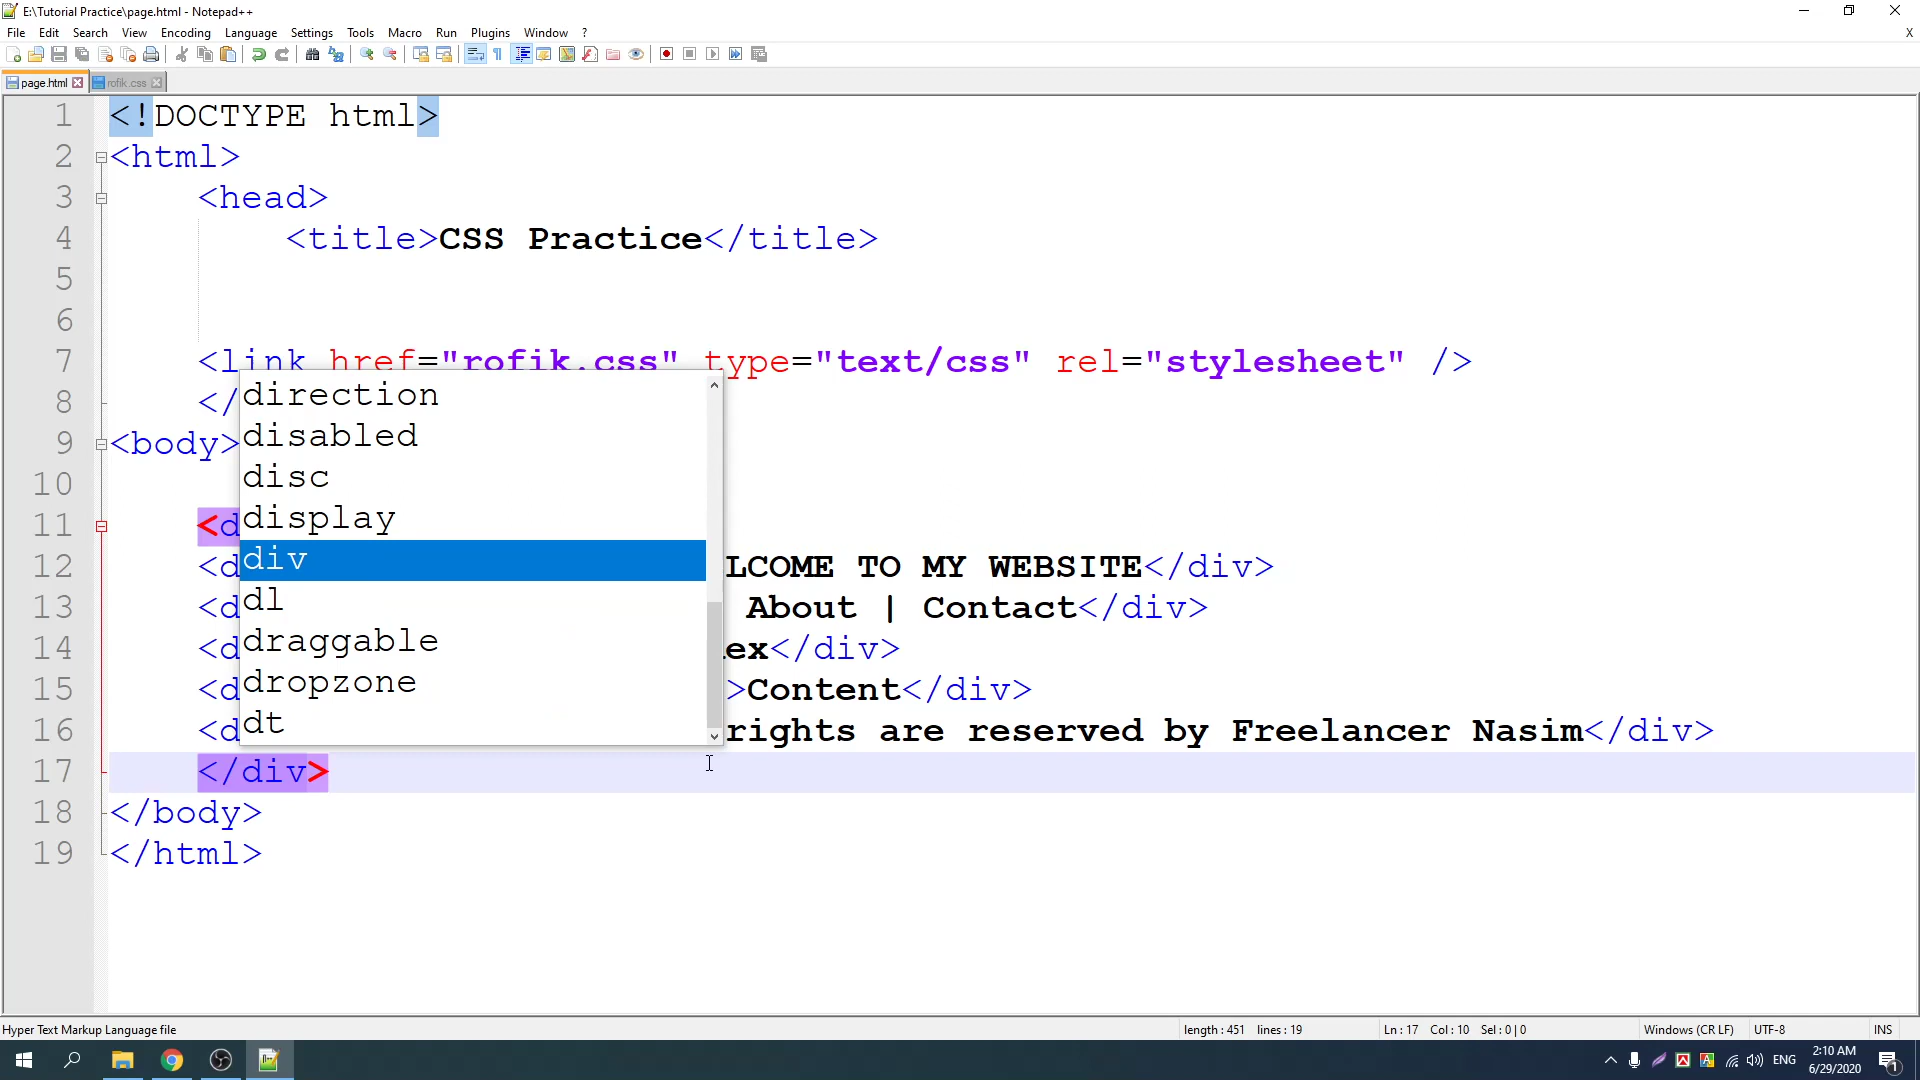 E:\Tutorial Practice\page.html - Notepad++
File Edit Search View Encoding Language Settings Tools Macro Run Plugins Window ? X
page.html rofik.css
1 <!DOCTYPE html>
2 <html>
3 <head>
4 <title>CSS Practice</title>
5
6
7 <link href="rofik.css" type="text/css" rel="stylesheet" />
8 </
9 <body>
10
11 <d
12 <d LCOME TO MY WEBSITE</div>
13 <d About | Contact</div>
14 <d ex</div>
15 <d >Content</div>
16 <d rights are reserved by Freelancer Nasim</div>
17 </div>
18 </body>
19 </html>
direction
disabled
disc
display
div
dl
draggable
dropzone
dt
Hyper Text Markup Language file length : 451 lines : 19 Ln : 17 Col : 10 Sel : 0 | 0 Windows (CR LF) UTF-8 INS
ENG 2:10 AM
6/29/2020
1